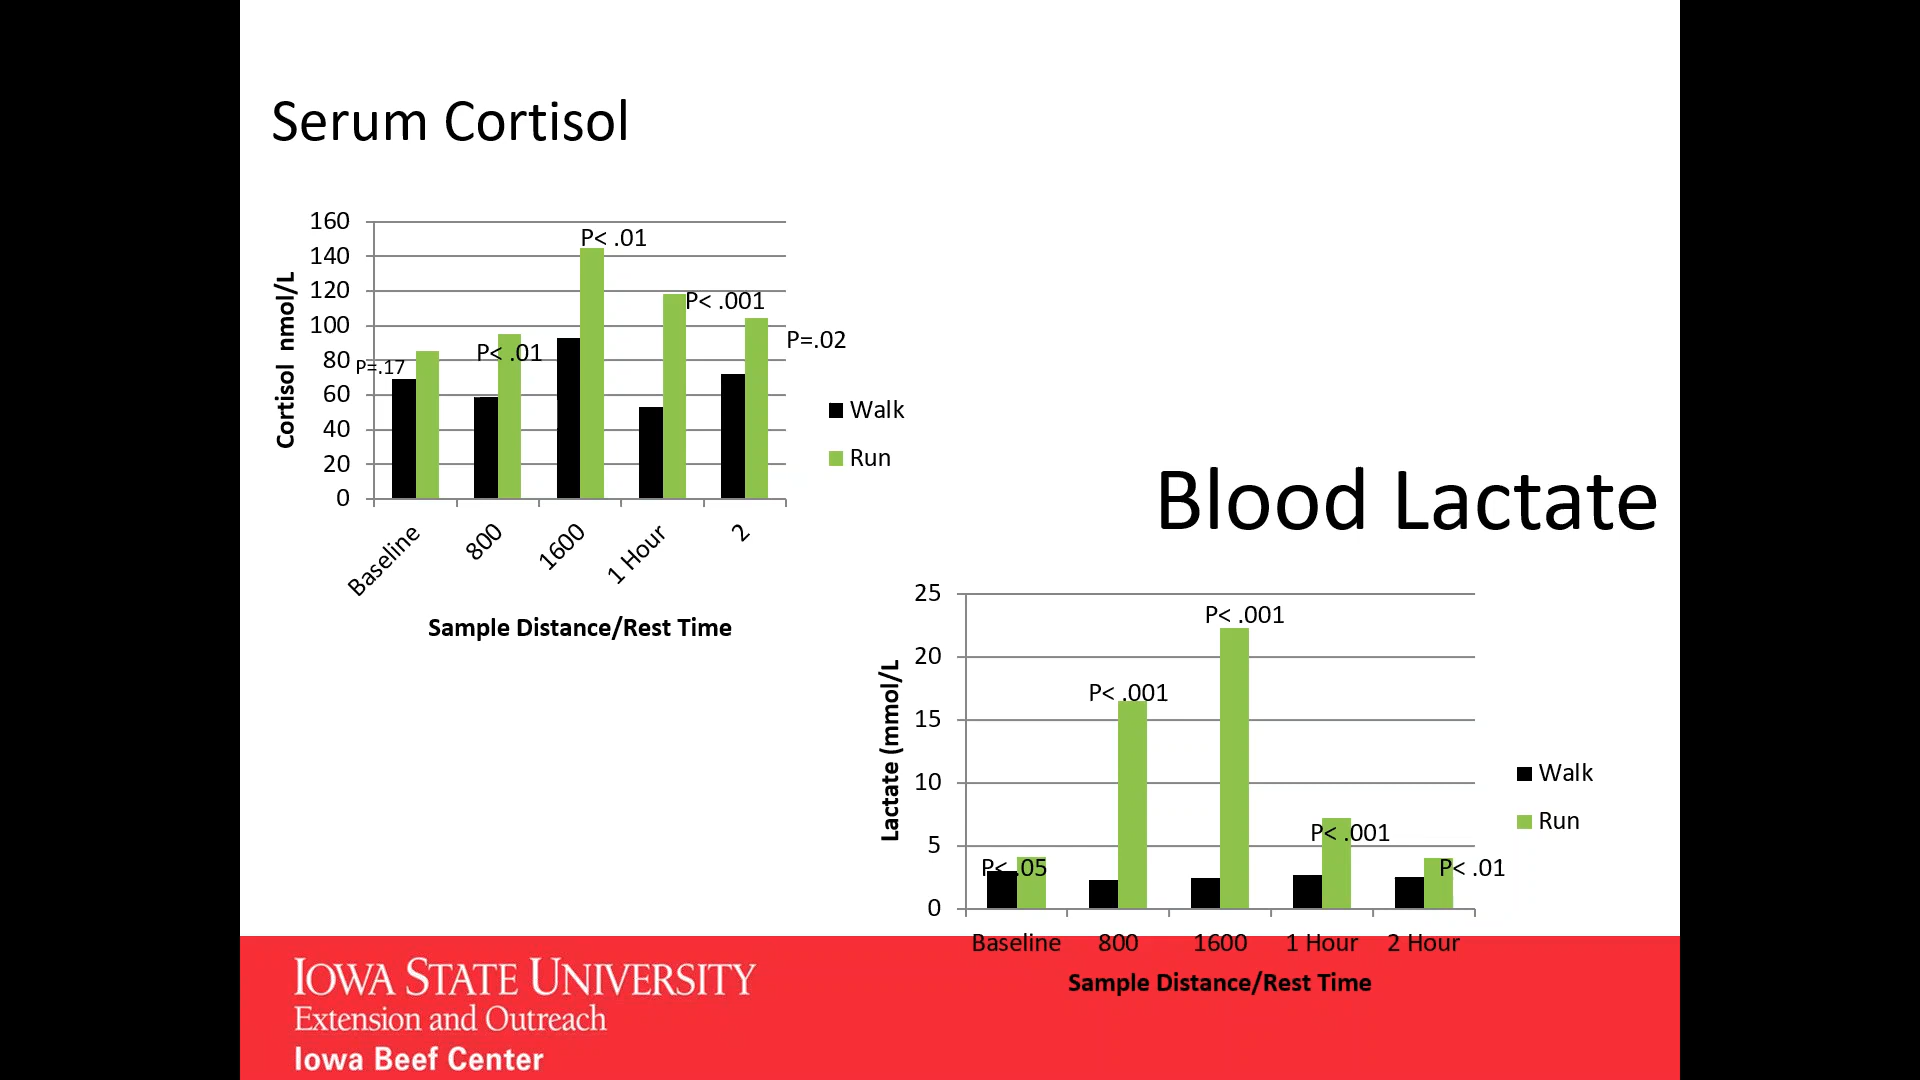 Serum Cortisol
160
140
120
100
80
60
40
20
0
Cortisol nmol/L
P=.17
P< .01
P< .01
P< .001
P=.02
Walk
Run
Baseline
800
1600
1 Hour
2
Sample Distance/Rest Time
Blood Lactate
25
20
15
10
5
0
Lactate (mmol/L
P< .05
P< .001
P< .001
P< .001
P< .01
Walk
Run
Baseline
800
1600
1 Hour
2 Hour
Sample Distance/Rest Time
IOWA STATE UNIVERSITY
Extension and Outreach
Iowa Beef Center